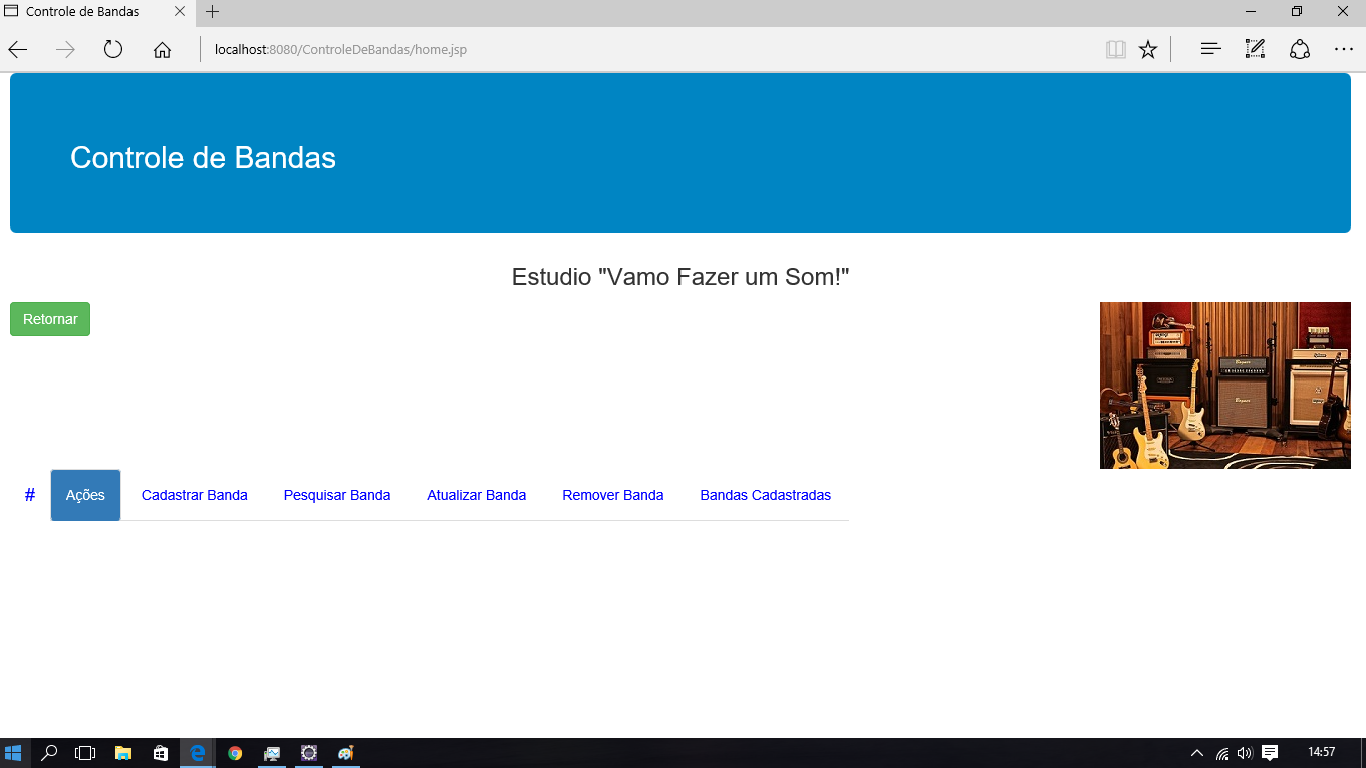 Controle de Bandas
localhost:8080/ControleDeBandas/home.jsp
Controle de Bandas
Estudio "Vamo Fazer um Som!"
Retornar
# Ações Cadastrar Banda Pesquisar Banda Atualizar Banda Remover Banda Bandas Cadastradas
14:57